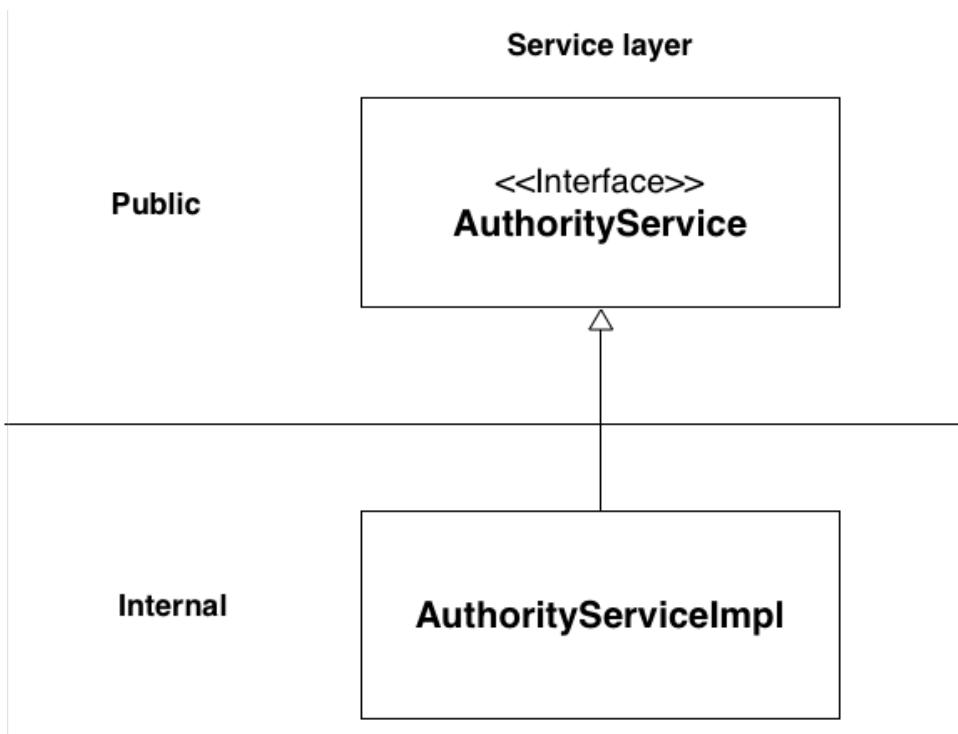 Service layer
Public
<<Interface>>
AuthorityService
Internal
AuthorityServiceImpl